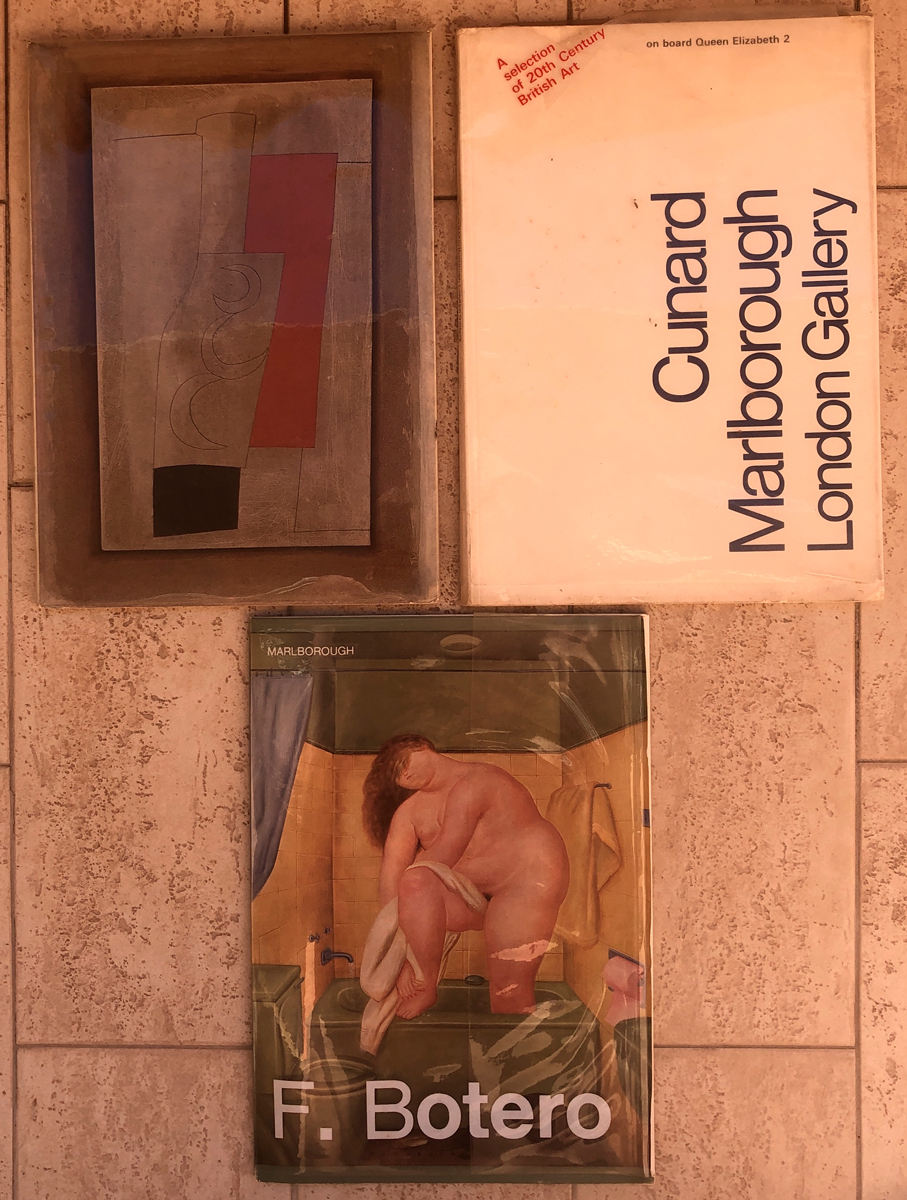 A
selection
of 20th Century
British Art
on board Queen Elizabeth 2
Cunard
Marlborough
London Gallery
MARLBOROUGH
F. Botero